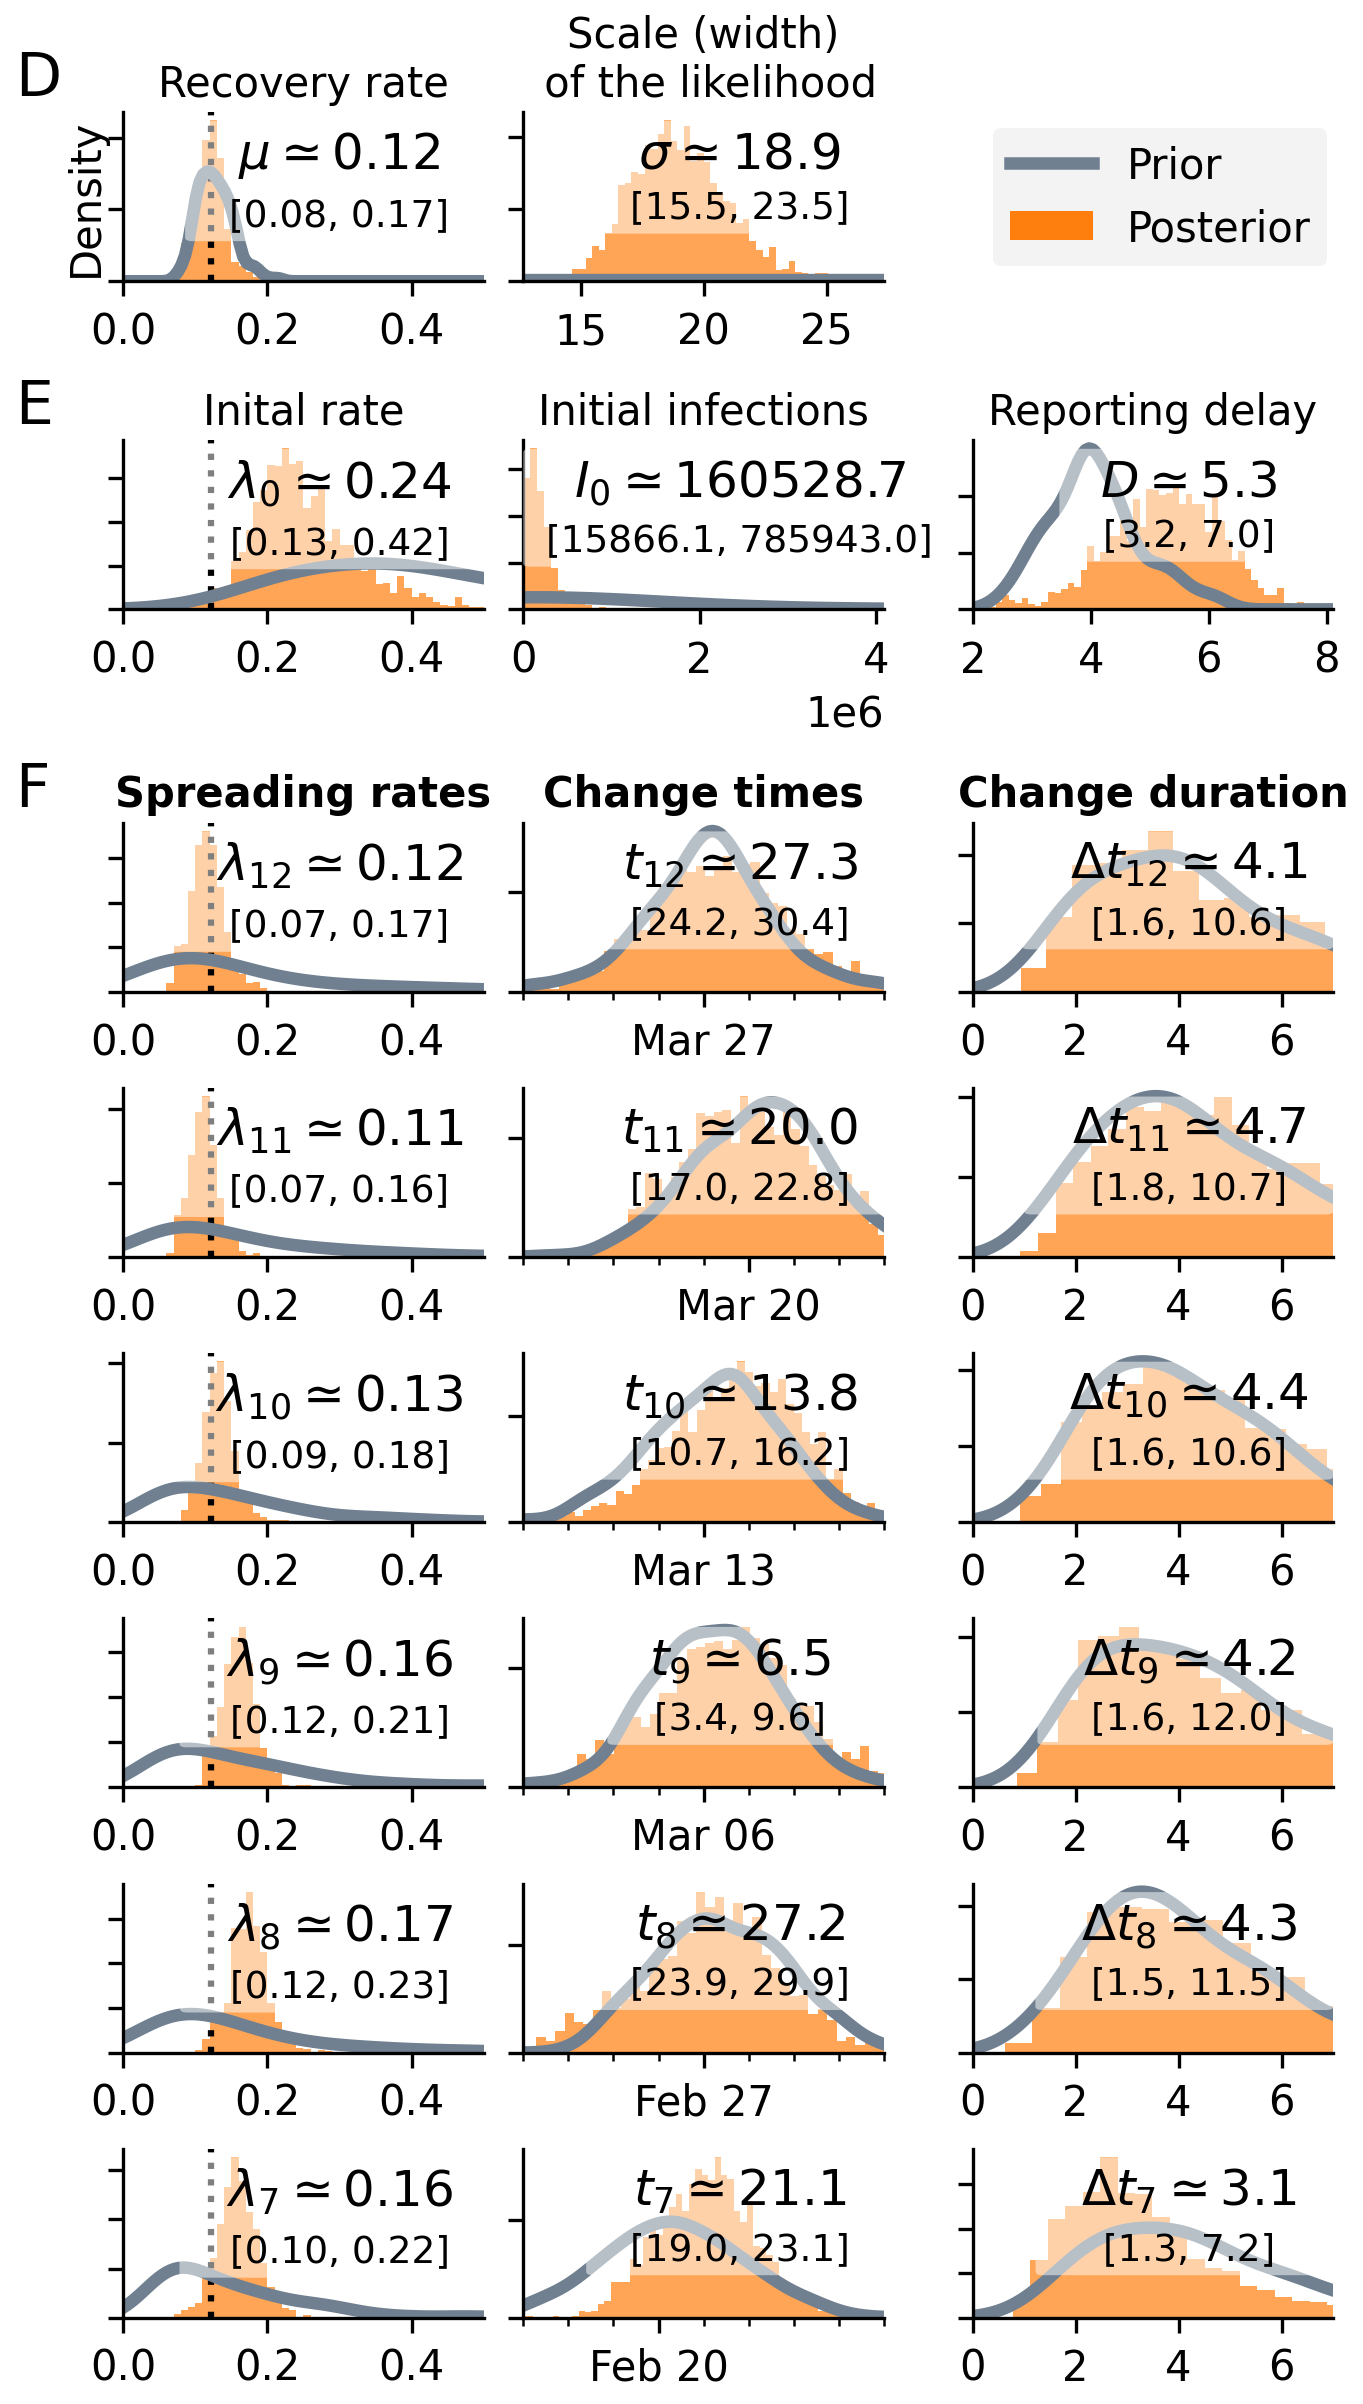 D
Recovery rate
Scale (width)
of the likelihood
Density
μ ≃ 0.12
[0.08, 0.17]
0.0 0.2 0.4
σ ≃ 18.9
[15.5, 23.5]
15 20 25
Prior
Posterior
E
Inital rate
λ0 ≃ 0.24
[0.13, 0.42]
0.0 0.2 0.4
Initial infections
I0 ≃ 160528.7
[15866.1, 785943.0]
0 2 4
1e6
Reporting delay
D ≃ 5.3
[3.2, 7.0]
2 4 6 8
F
Spreading rates
Change times
Change duration
λ12 ≃ 0.12
[0.07, 0.17]
0.0 0.2 0.4
t12 ≃ 27.3
[24.2, 30.4]
Mar 27
Δt12 ≃ 4.1
[1.6, 10.6]
0 2 4 6
λ11 ≃ 0.11
[0.07, 0.16]
0.0 0.2 0.4
t11 ≃ 20.0
[17.0, 22.8]
Mar 20
Δt11 ≃ 4.7
[1.8, 10.7]
0 2 4 6
λ10 ≃ 0.13
[0.09, 0.18]
0.0 0.2 0.4
t10 ≃ 13.8
[10.7, 16.2]
Mar 13
Δt10 ≃ 4.4
[1.6, 10.6]
0 2 4 6
λ9 ≃ 0.16
[0.12, 0.21]
0.0 0.2 0.4
t9 ≃ 6.5
[3.4, 9.6]
Mar 06
Δt9 ≃ 4.2
[1.6, 12.0]
0 2 4 6
λ8 ≃ 0.17
[0.12, 0.23]
0.0 0.2 0.4
t8 ≃ 27.2
[23.9, 29.9]
Feb 27
Δt8 ≃ 4.3
[1.5, 11.5]
0 2 4 6
λ7 ≃ 0.16
[0.10, 0.22]
0.0 0.2 0.4
t7 ≃ 21.1
[19.0, 23.1]
Feb 20
Δt7 ≃ 3.1
[1.3, 7.2]
0 2 4 6